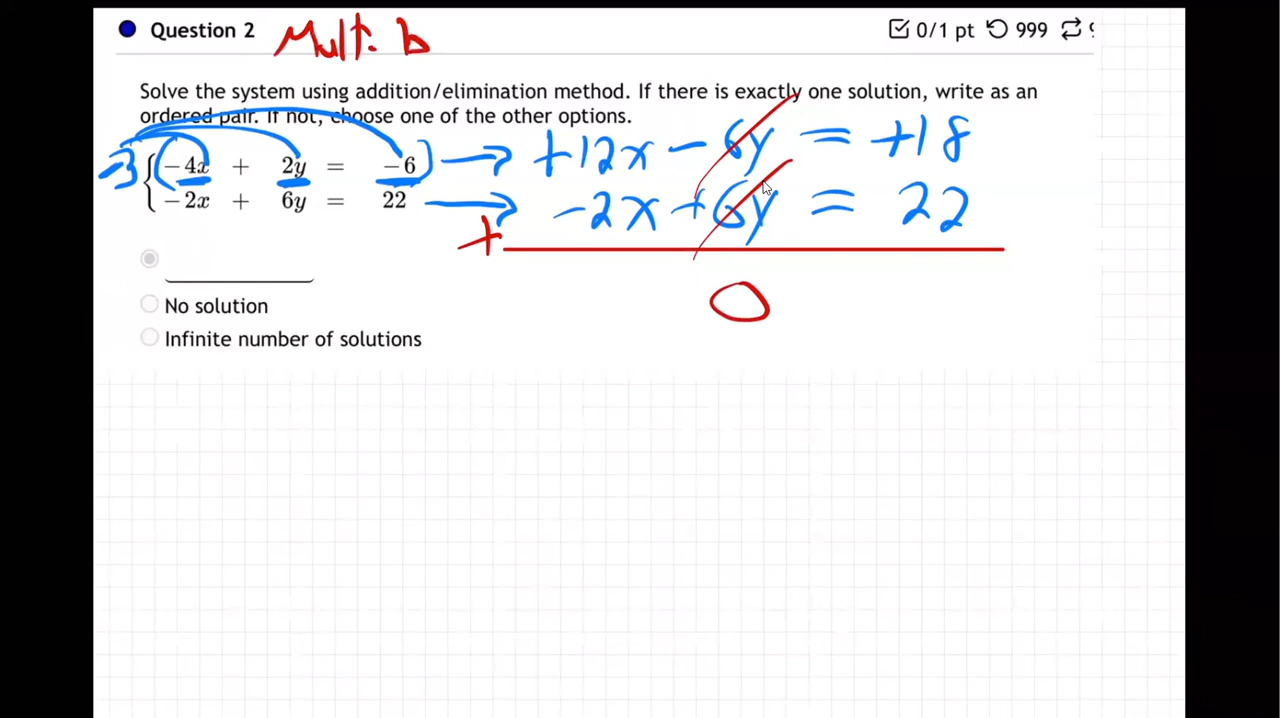 Question 2 Mult. b 0/1 pt 999
Solve the system using addition/elimination method. If there is exactly one solution, write as an
ordered pair. If not, choose one of the other options.
-3 (−4x + 2y = −6) → +12x − 6y = +18
−2x + 6y = 22 → −2x + 6y = 22
+
0
No solution
Infinite number of solutions